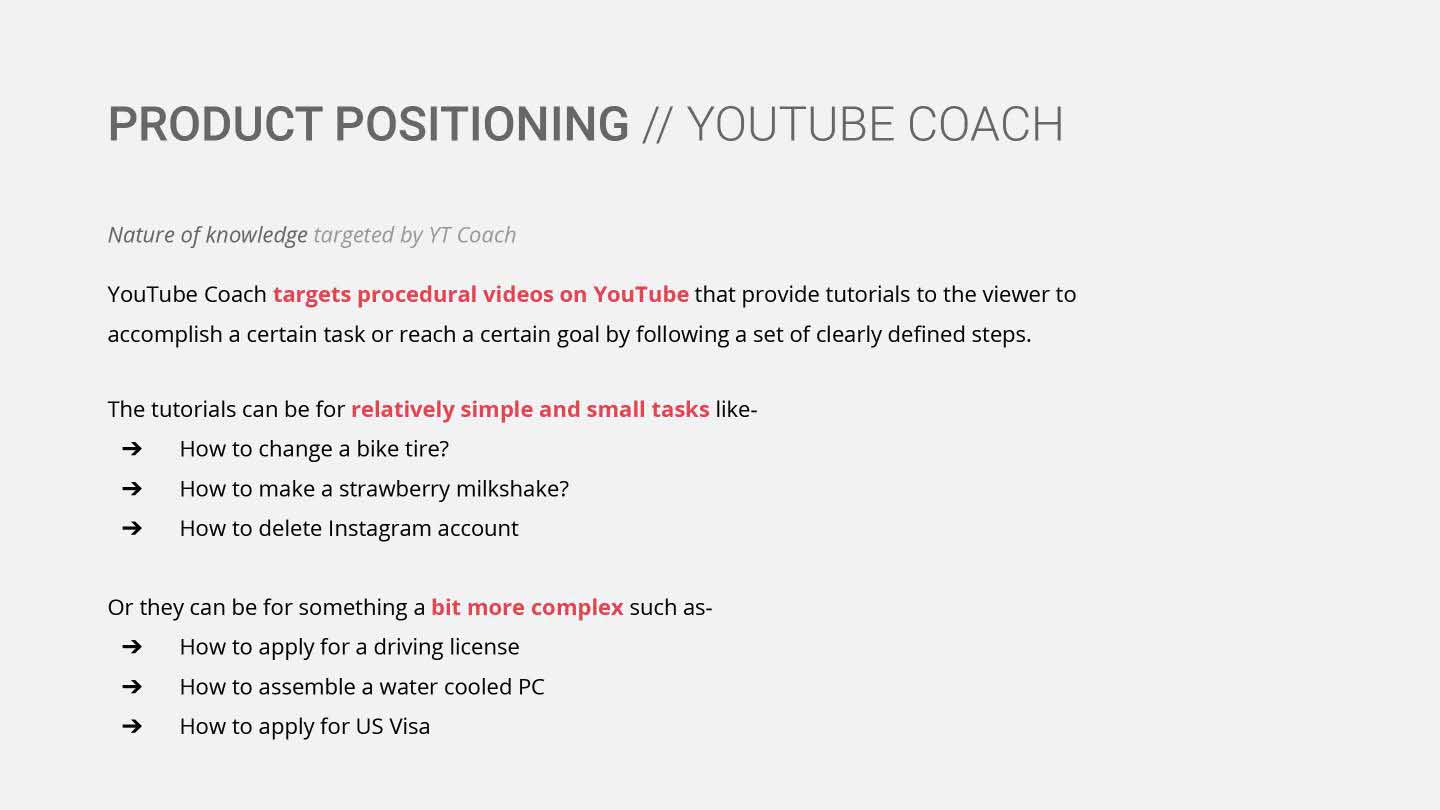 PRODUCT POSITIONING // YOUTUBE COACH
Nature of knowledge targeted by YT Coach
YouTube Coach targets procedural videos on YouTube that provide tutorials to the viewer to
accomplish a certain task or reach a certain goal by following a set of clearly defined steps.
The tutorials can be for relatively simple and small tasks like-
➔ How to change a bike tire?
➔ How to make a strawberry milkshake?
➔ How to delete Instagram account
Or they can be for something a bit more complex such as-
➔ How to apply for a driving license
➔ How to assemble a water cooled PC
➔ How to apply for US Visa